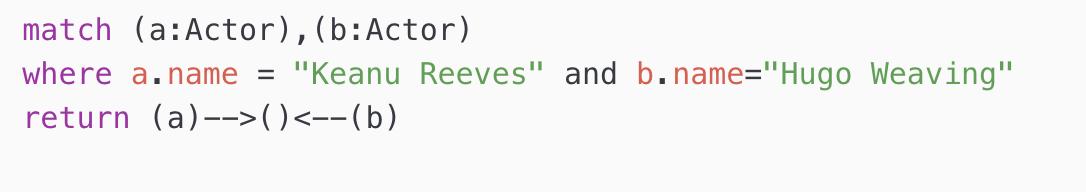 match (a:Actor),(b:Actor)
where a.name = "Keanu Reeves" and b.name="Hugo Weaving"
return (a)-->()<--(b)